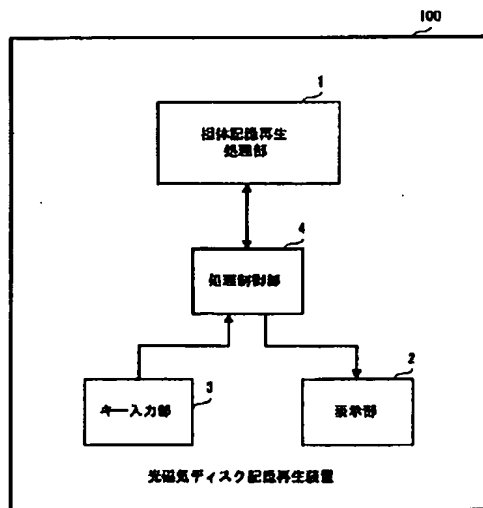 100
1
担体記録再生
処理部
4
処理制御部
キー入力部
3
2
表示部
光磁気ディスク記録再生装置